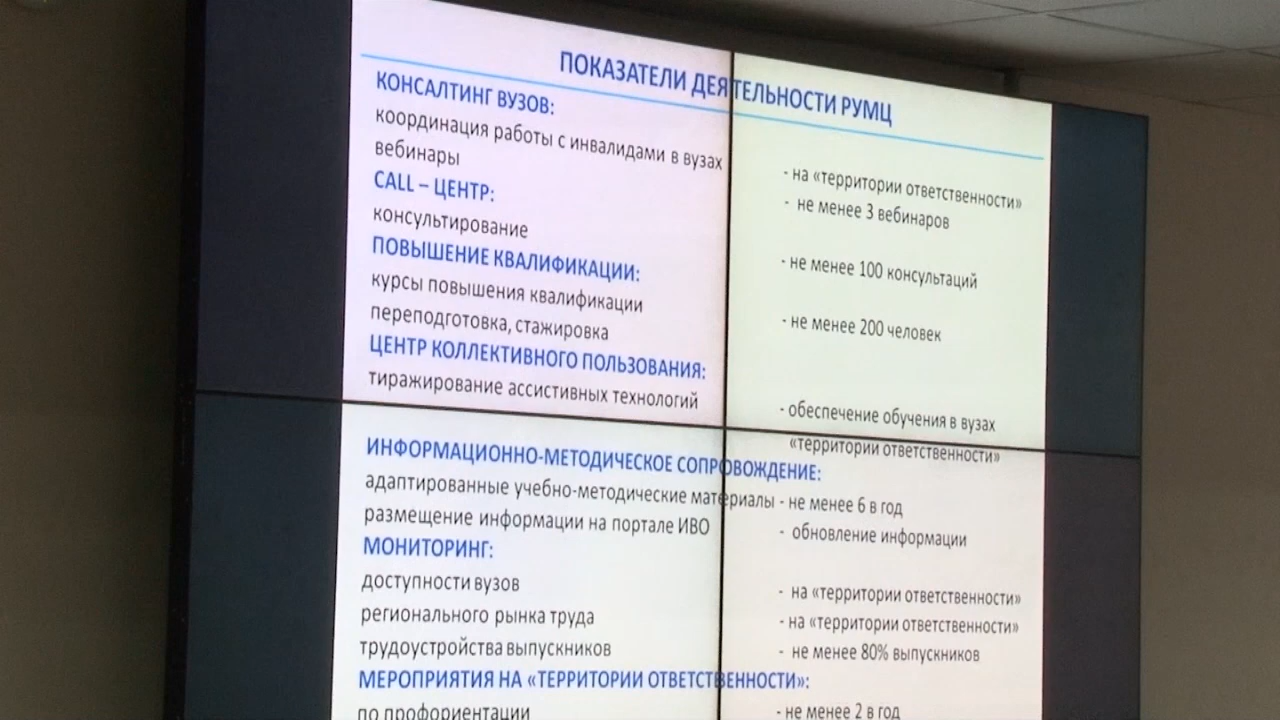 ПОКАЗАТЕЛИ ДЕЯТЕЛЬНОСТИ РУМЦ
КОНСАЛТИНГ ВУЗОВ:
координация работы с инвалидами в вузах - на «территории ответственности»
вебинары - не менее 3 вебинаров
CALL – ЦЕНТР:
консультирование - не менее 100 консультаций
ПОВЫШЕНИЕ КВАЛИФИКАЦИИ:
курсы повышения квалификации - не менее 200 человек
переподготовка, стажировка
ЦЕНТР КОЛЛЕКТИВНОГО ПОЛЬЗОВАНИЯ:
тиражирование ассистивных технологий - обеспечение обучения в вузах
«территории ответственности»
ИНФОРМАЦИОННО-МЕТОДИЧЕСКОЕ СОПРОВОЖДЕНИЕ:
адаптированные учебно-методические материалы - не менее 6 в год
размещение информации на портале ИВО - обновление информации
МОНИТОРИНГ:
доступности вузов - на «территории ответственности»
регионального рынка труда - на «территории ответственности»
трудоустройства выпускников - не менее 80% выпускников
МЕРОПРИЯТИЯ НА «ТЕРРИТОРИИ ОТВЕТСТВЕННОСТИ»:
по профориентации - не менее 2 в год